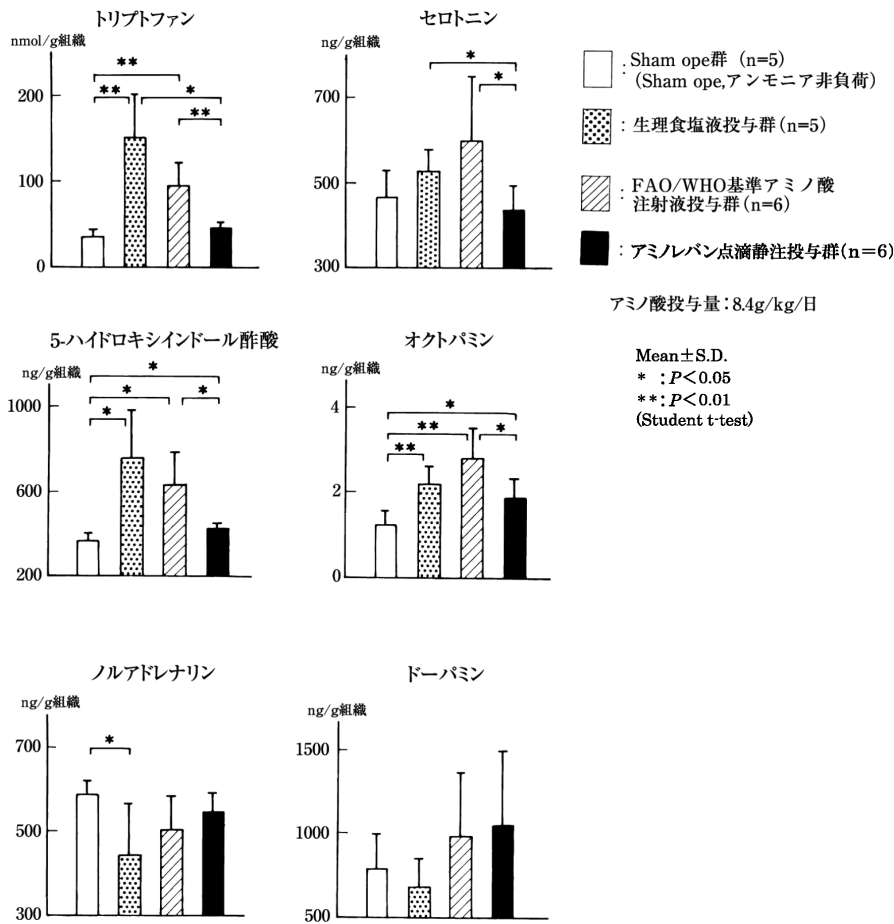 トリプトファン
nmol/g組織
200
100
0
**
**
*
**
セロトニン
ng/g組織
700
500
300
*
*
: Sham ope群 (n=5)
(Sham ope,アンモニア非負荷)
: 生理食塩液投与群(n=5)
: FAO/WHO基準アミノ酸
注射液投与群(n=6)
: アミノレバン点滴静注投与群(n=6)
アミノ酸投与量:8.4g/kg/日
Mean±S.D.
* :P<0.05
**:P<0.01
(Student t-test)
5-ハイドロキシインドール酢酸
ng/g組織
1000
600
200
*
*
*
*
オクトパミン
ng/g組織
4
2
0
*
**
*
**
ノルアドレナリン
ng/g組織
700
500
300
*
ドーパミン
ng/g組織
1500
1000
500